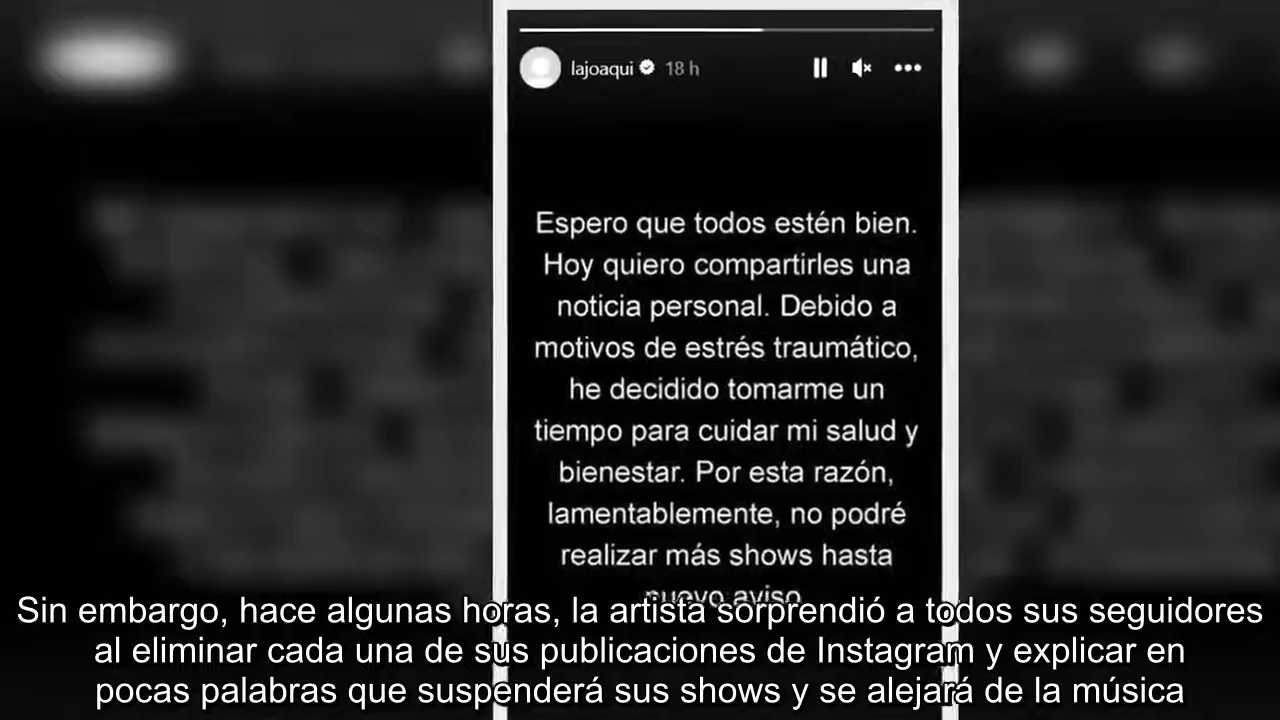 lajoaqui 18 h
Espero que todos estén bien.
Hoy quiero compartirles una
noticia personal. Debido a
motivos de estrés traumático,
he decidido tomarme un
tiempo para cuidar mi salud y
bienestar. Por esta razón,
lamentablemente, no podré
realizar más shows hasta
nuevo aviso
Sin embargo, hace algunas horas, la artista sorprendió a todos sus seguidores
al eliminar cada una de sus publicaciones de Instagram y explicar en
pocas palabras que suspenderá sus shows y se alejará de la música